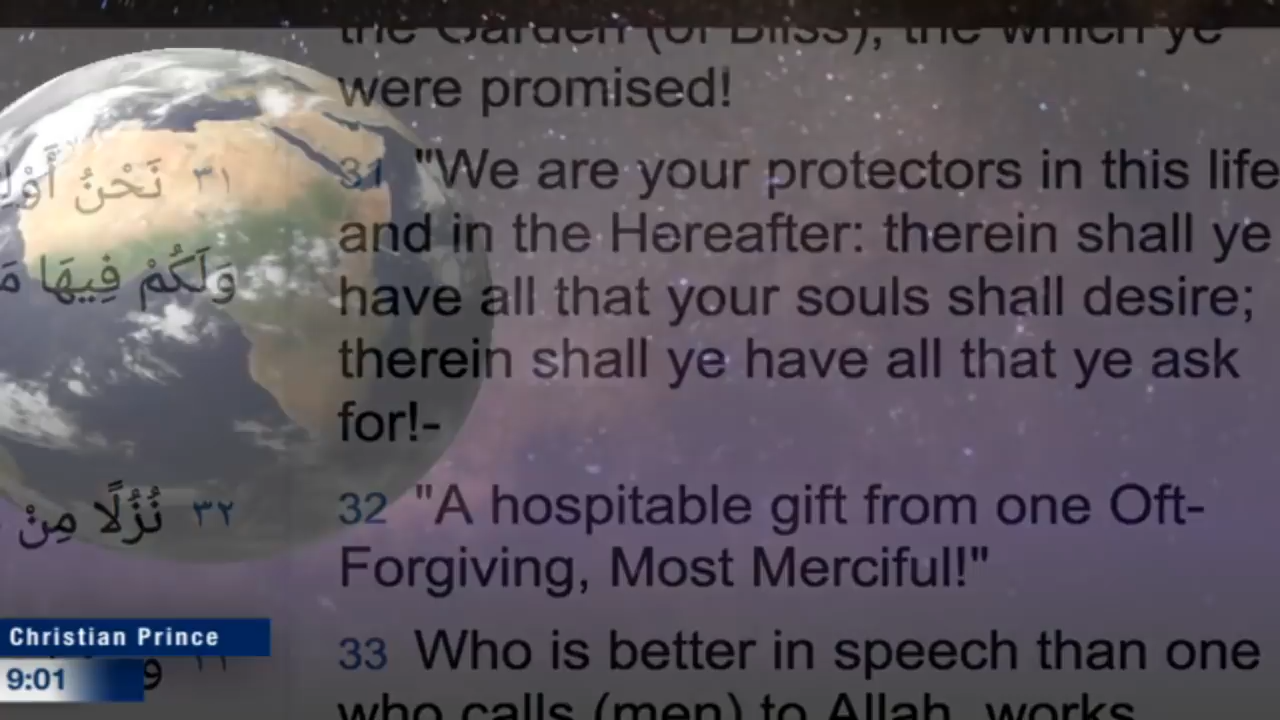 the Garden (of Bliss), the which ye
were promised!
٣١ نَحْنُ
31 "We are your protectors in this life
and in the Hereafter: therein shall ye
وَلَكُمْ فِيهَا
have all that your souls shall desire;
therein shall ye have all that ye ask
for!-
٣٢ نُزُلًا مِنْ
32 "A hospitable gift from one Oft-
Forgiving, Most Merciful!"
33 Who is better in speech than one
who calls (men) to Allah, works
Christian Prince
9:01